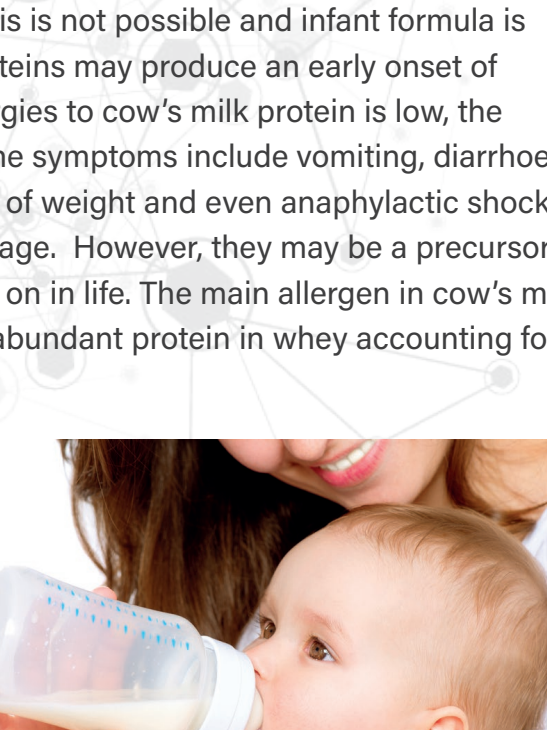 is is not possible and infant formula is
teins may produce an early onset of
gies to cow’s milk protein is low, the
ne symptoms include vomiting, diarrhoe
of weight and even anaphylactic shock
age. However, they may be a precursor
on in life. The main allergen in cow’s m
abundant protein in whey accounting fo